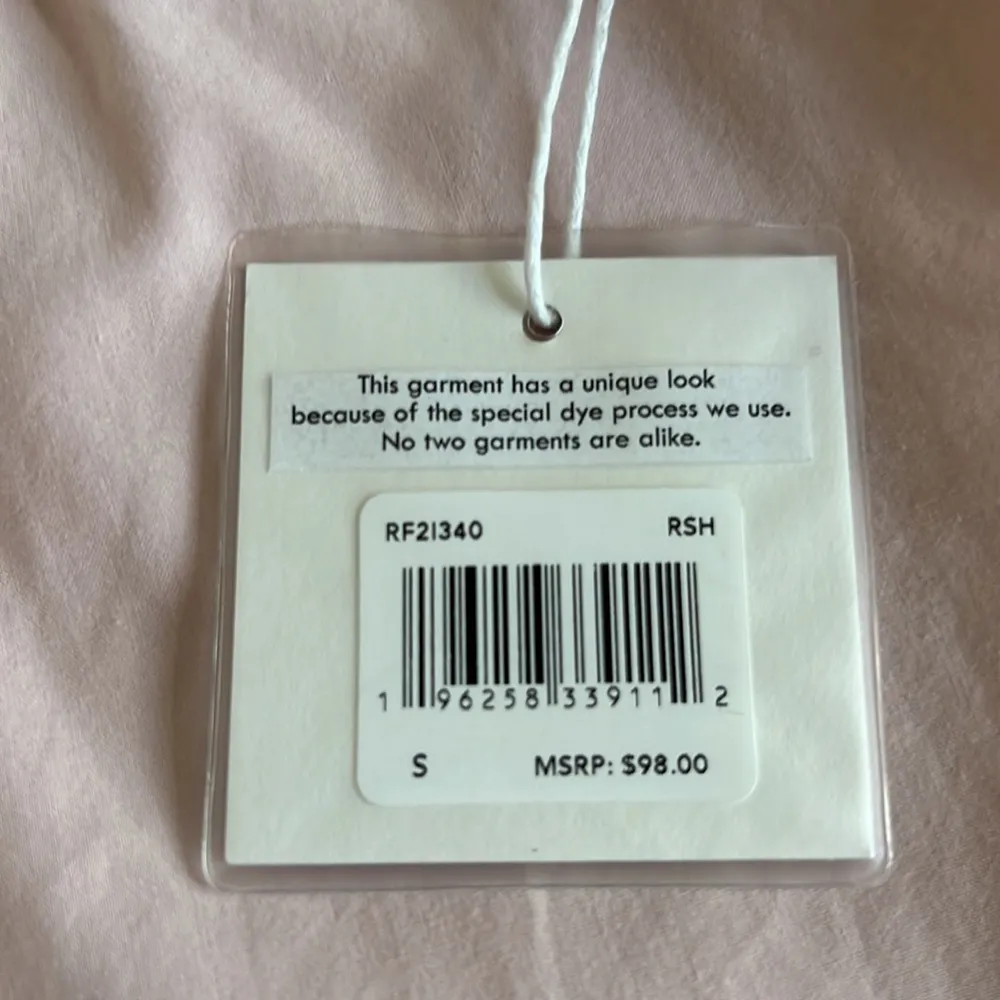 This garment has a unique look
because of the special dye process we use.
No two garments are alike.
RF21340 RSH
1 96258 33911 2
S MSRP: $98.00